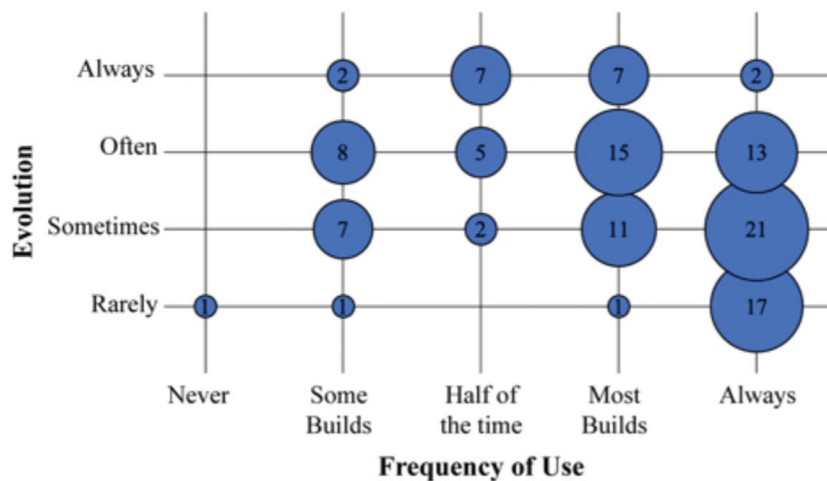 Evolution
Always
2
7
7
2
Often
8
5
15
13
Sometimes
7
2
11
21
Rarely
1
1
1
17
Never
Some
Builds
Half of
the time
Most
Builds
Always
Frequency of Use